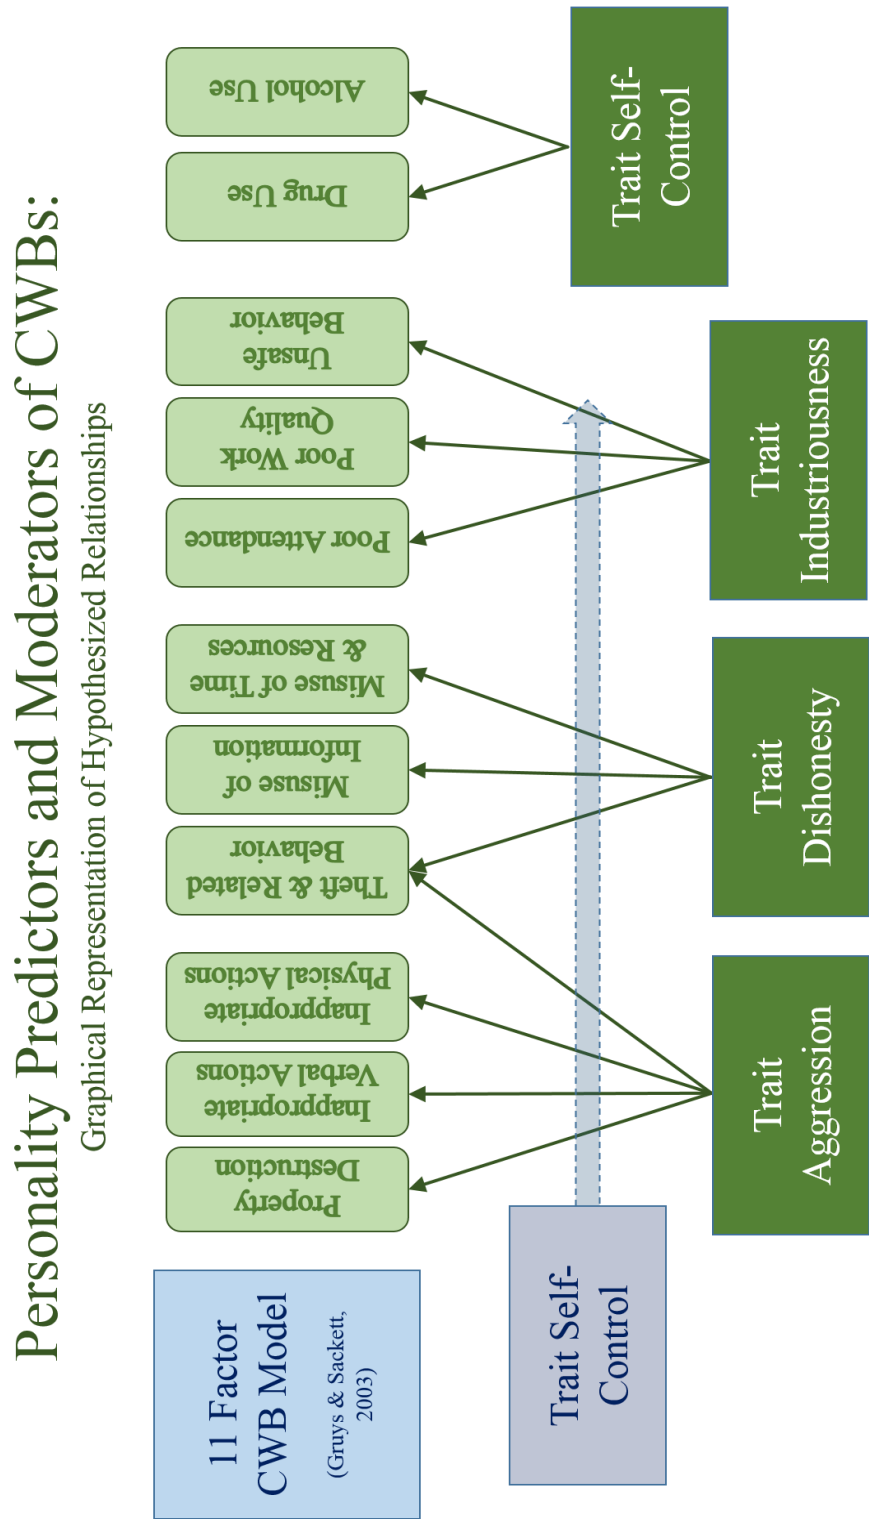 Personality Predictors and Moderators of CWBs:
Graphical Representation of Hypothesized Relationships
11 Factor
CWB Model
(Gruys & Sackett,
2003)
Property
Destruction
Inappropriate
Verbal Actions
Inappropriate
Physical Actions
Theft & Related
Behavior
Misuse of
Information
Misuse of Time
& Resources
Poor Attendance
Poor Work
Quality
Unsafe
Behavior
Drug Use
Alcohol Use
Trait Self-
Control
Trait
Aggression
Trait
Dishonesty
Trait
Industriousness
Trait Self-
Control